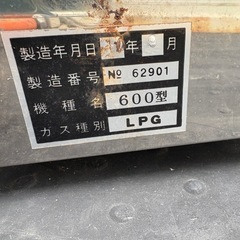 製造年月日 年 月
製造番号 № 62901
機種名 600型
ガス種別 LPG